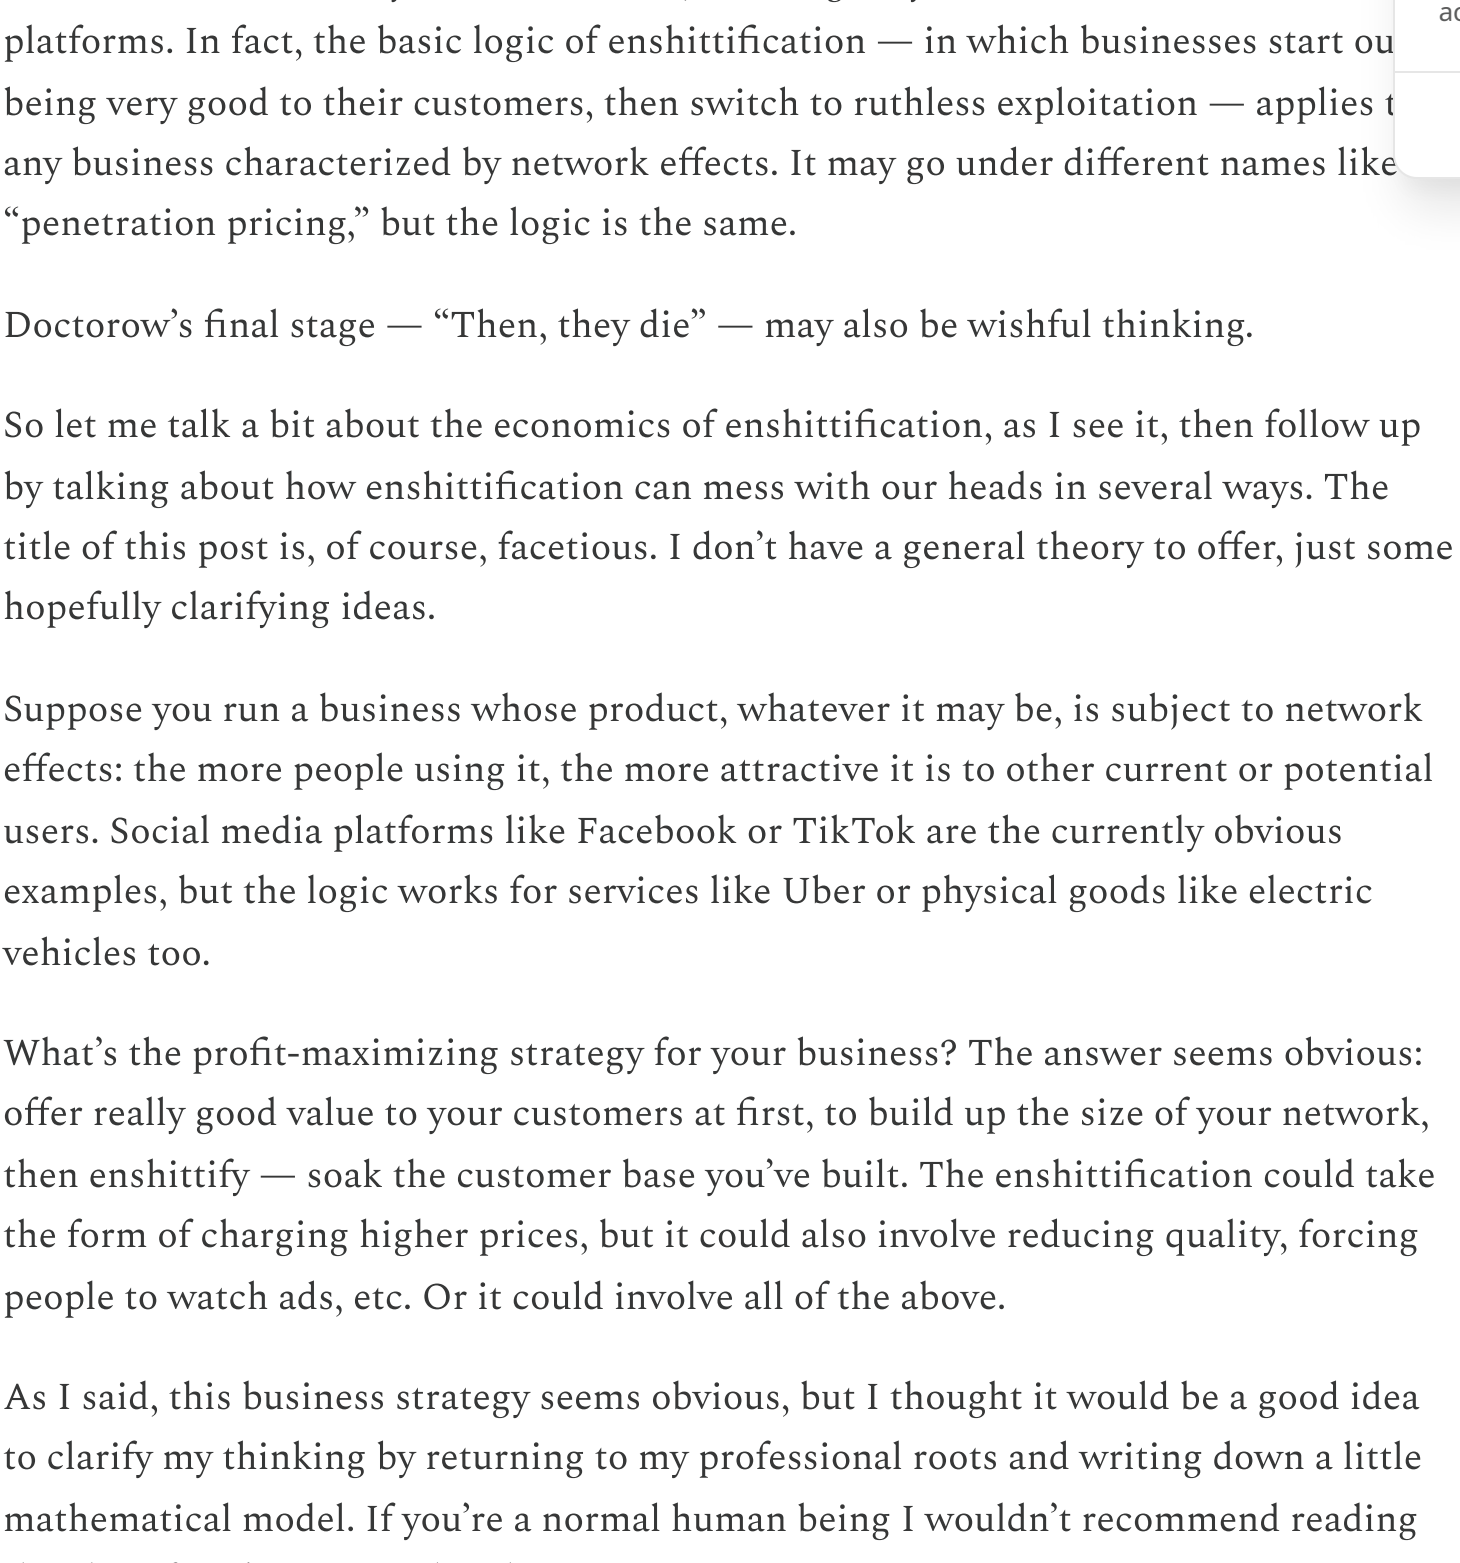 platforms. In fact, the basic logic of enshittification — in which businesses start ou
being very good to their customers, then switch to ruthless exploitation — applies t
any business characterized by network effects. It may go under different names like
“penetration pricing,” but the logic is the same.
Doctorow’s final stage — “Then, they die” — may also be wishful thinking.
So let me talk a bit about the economics of enshittification, as I see it, then follow up
by talking about how enshittification can mess with our heads in several ways. The
title of this post is, of course, facetious. I don’t have a general theory to offer, just some
hopefully clarifying ideas.
Suppose you run a business whose product, whatever it may be, is subject to network
effects: the more people using it, the more attractive it is to other current or potential
users. Social media platforms like Facebook or TikTok are the currently obvious
examples, but the logic works for services like Uber or physical goods like electric
vehicles too.
What’s the profit-maximizing strategy for your business? The answer seems obvious:
offer really good value to your customers at first, to build up the size of your network,
then enshittify — soak the customer base you’ve built. The enshittification could take
the form of charging higher prices, but it could also involve reducing quality, forcing
people to watch ads, etc. Or it could involve all of the above.
As I said, this business strategy seems obvious, but I thought it would be a good idea
to clarify my thinking by returning to my professional roots and writing down a little
mathematical model. If you’re a normal human being I wouldn’t recommend reading